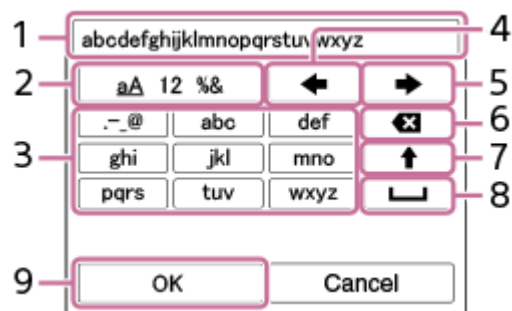 1 abcdefghijklmnopqrstuvwxyz 4
2 aA 12 %& 5
.-_@ abc def 6
3 ghi jkl mno 7
pqrs tuv wxyz 8
9 OK Cancel